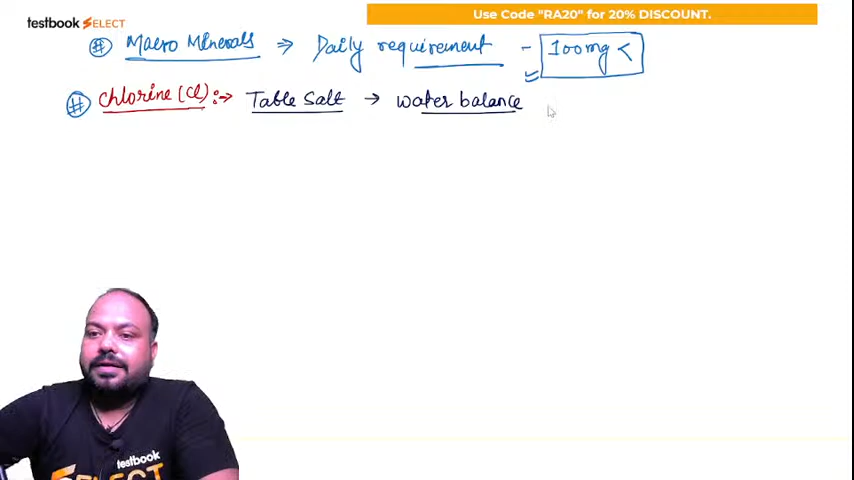 testbook SELECT
Use Code "RA20" for 20% DISCOUNT.
# Macro Minerals ⇒ Daily requirement - 100mg <
# Chlorine (Cl) :→ Table Salt → water balance
testbook
SELECT